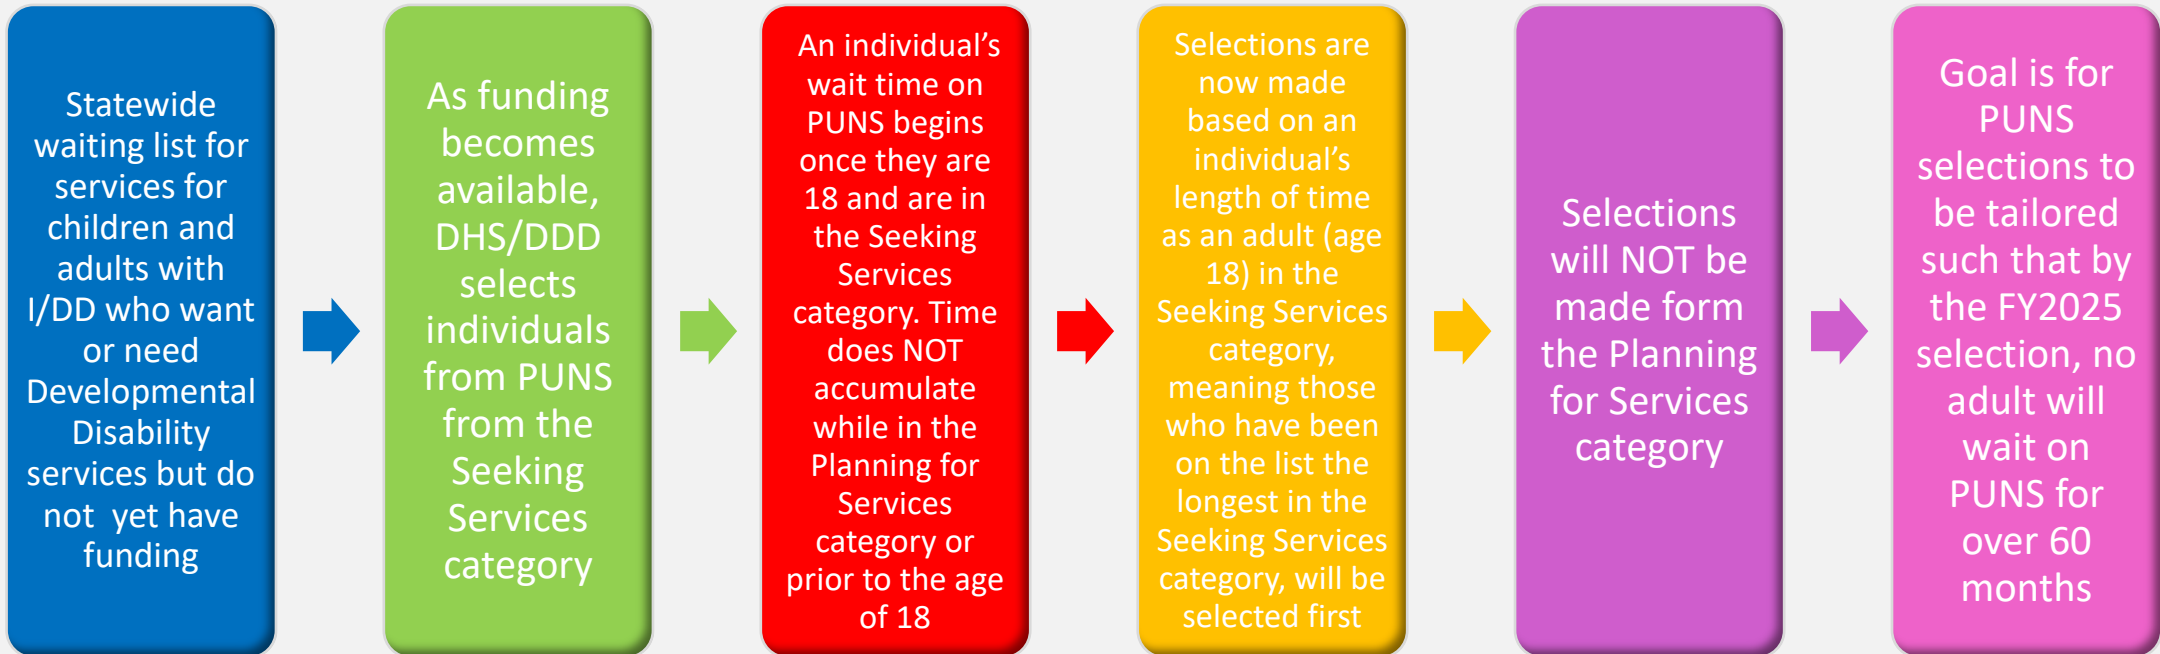 Statewide
waiting list for
services for
children and
adults with
I/DD who want
or need
Developmental
Disability
services but do
not  yet have
funding
As funding
becomes
available,
DHS/DDD
selects
individuals
from PUNS
from the
Seeking
Services
category
An individual’s
wait time on
PUNS begins
once they are
18 and are in
the Seeking
Services
category. Time
does NOT
accumulate
while in the
Planning for
Services
category or
prior to the age
of 18
Selections are
now made
based on an
individual’s
length of time
as an adult (age
18) in the
Seeking Services
category,
meaning those
who have been
on the list the
longest in the
Seeking Services
category, will be
selected first
Selections
will NOT be
made form
the Planning
for Services
category
Goal is for
PUNS
selections to
be tailored
such that by
the FY2025
selection, no
adult will
wait on
PUNS for
over 60
months